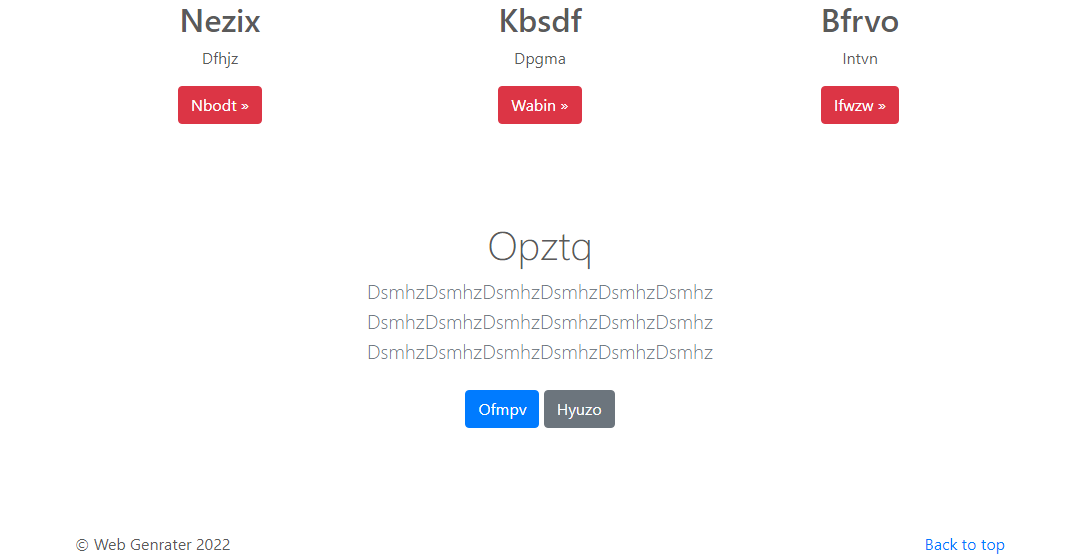 Nezix Kbsdf Bfrvo
Dfhjz Dpgma Intvn
Nbodt » Wabin » Ifwzw »
Opztq
DsmhzDsmhzDsmhzDsmhzDsmhzDsmhz
DsmhzDsmhzDsmhzDsmhzDsmhzDsmhz
DsmhzDsmhzDsmhzDsmhzDsmhzDsmhz
Ofmpv Hyuzo
© Web Genrater 2022 Back to top